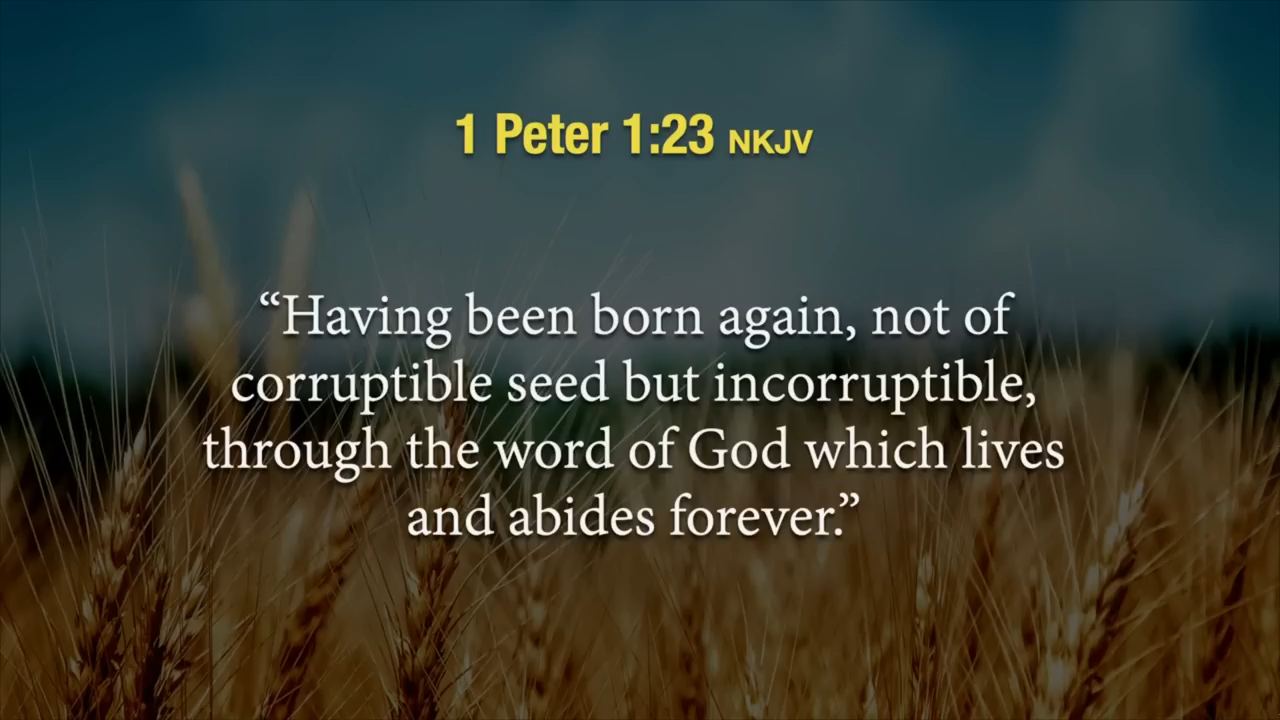 1 Peter 1:23 NKJV
“Having been born again, not of
corruptible seed but incorruptible,
through the word of God which lives
and abides forever.”